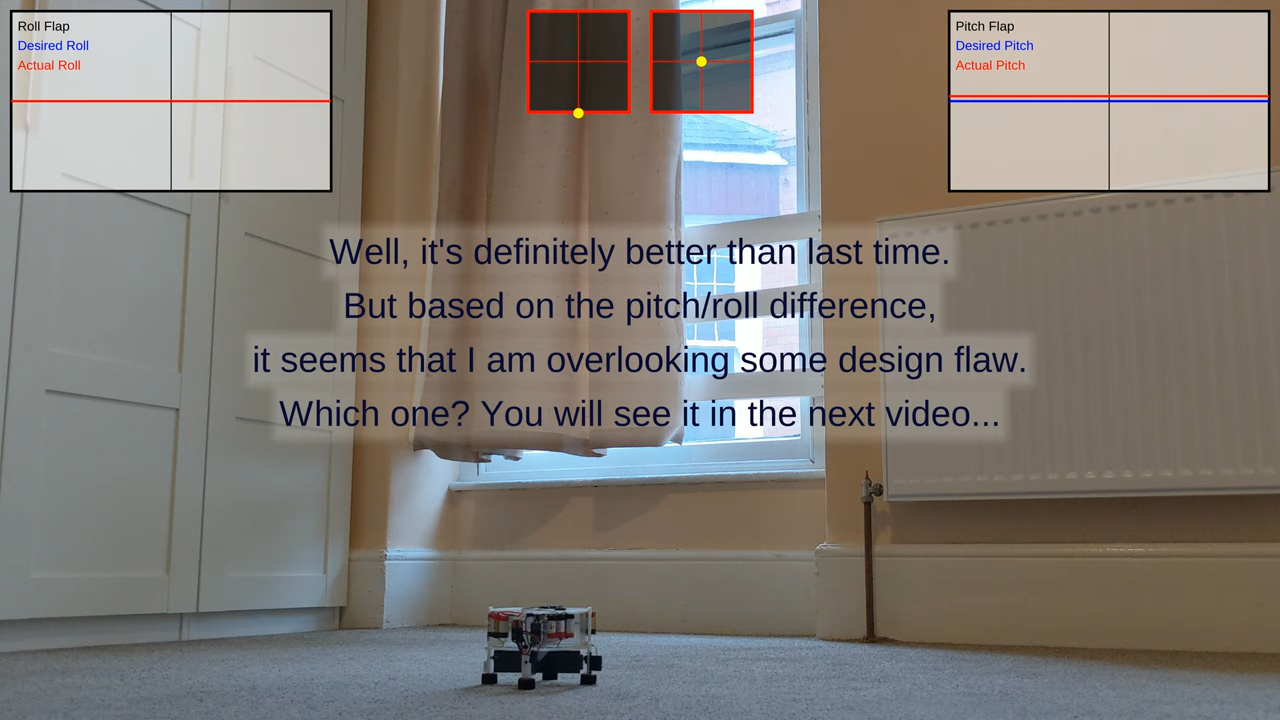 Roll Flap
Desired Roll
Actual Roll
Pitch Flap
Desired Pitch
Actual Pitch
Well, it's definitely better than last time.
But based on the pitch/roll difference,
it seems that I am overlooking some design flaw.
Which one? You will see it in the next video...